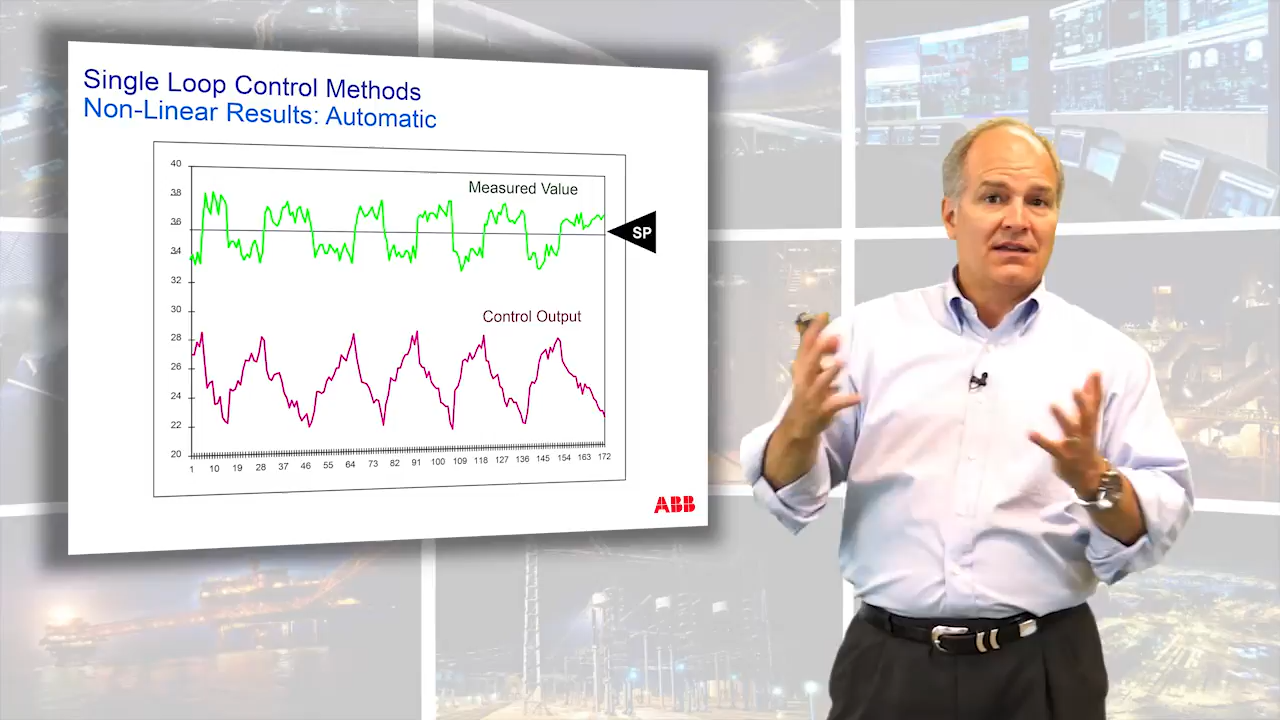 Single Loop Control Methods
Non-Linear Results: Automatic
40
38
36
34
32
30
28
26
24
22
20
Measured Value
SP
Control Output
1 10 19 28 37 46 55 64 73 82 91 100 109 118 127 136 145 154 163 172
ABB